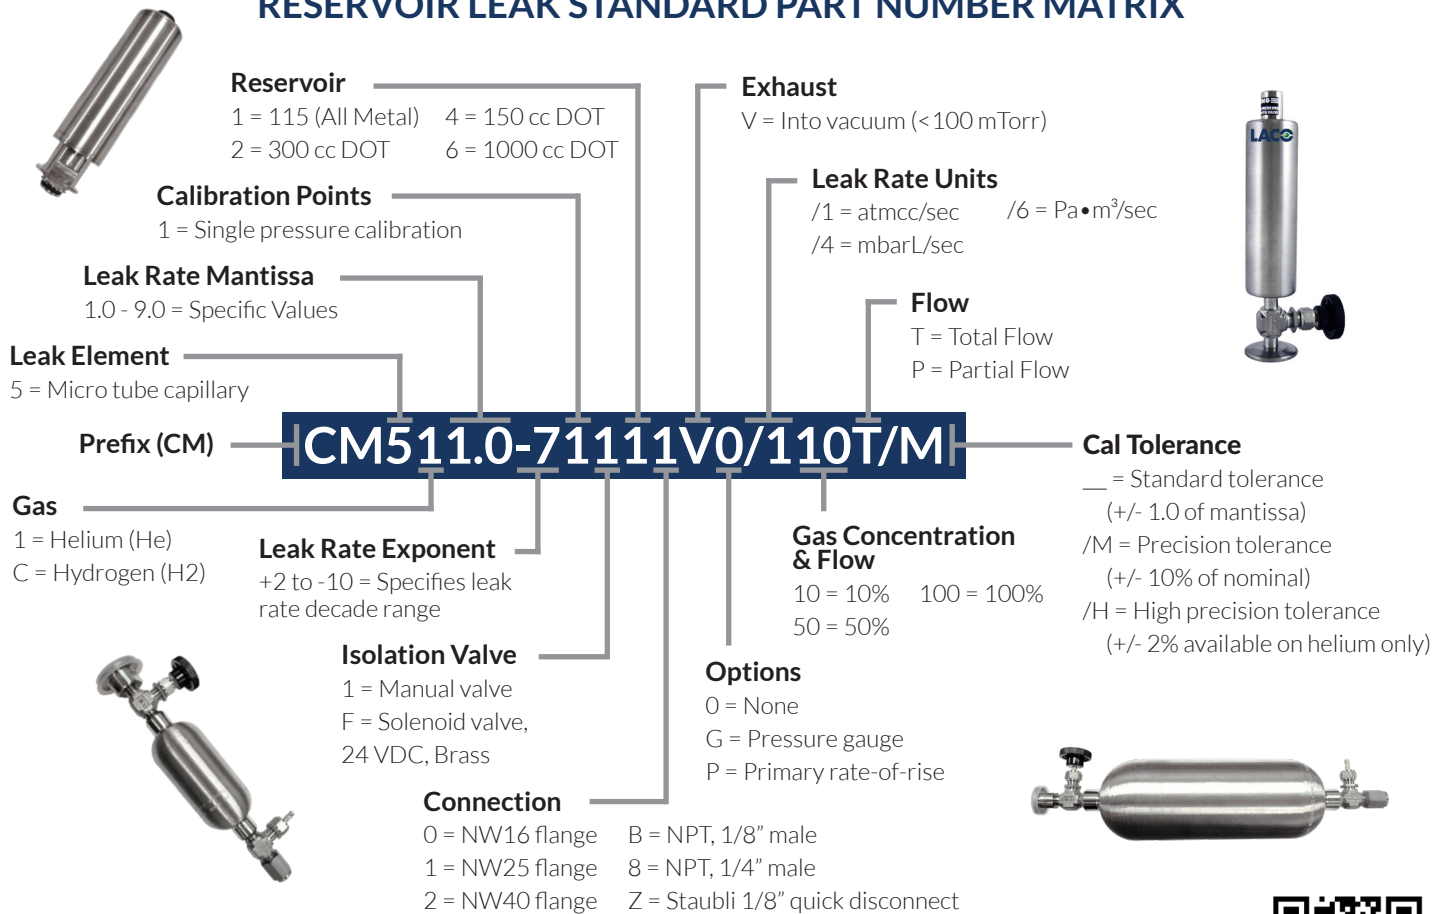 RESERVOIR LEAK STANDARD PART NUMBER MATRIX
Reservoir
1 = 115 (All Metal) 4 = 150 cc DOT
2 = 300 cc DOT 6 = 1000 cc DOT
Exhaust
V = Into vacuum (<100 mTorr)
Calibration Points
1 = Single pressure calibration
Leak Rate Units
/1 = atmcc/sec /6 = Pa•m³/sec
/4 = mbarL/sec
Leak Rate Mantissa
1.0 - 9.0 = Specific Values
Flow
T = Total Flow
P = Partial Flow
Leak Element
5 = Micro tube capillary
Prefix (CM)
CM511.0-71111V0/110T/M
Cal Tolerance
__ = Standard tolerance
(+/- 1.0 of mantissa)
/M = Precision tolerance
(+/- 10% of nominal)
/H = High precision tolerance
(+/- 2% available on helium only)
Gas
1 = Helium (He)
C = Hydrogen (H2)
Leak Rate Exponent
+2 to -10 = Specifies leak
rate decade range
Gas Concentration
& Flow
10 = 10% 100 = 100%
50 = 50%
Isolation Valve
1 = Manual valve
F = Solenoid valve,
24 VDC, Brass
Options
0 = None
G = Pressure gauge
P = Primary rate-of-rise
Connection
0 = NW16 flange B = NPT, 1/8” male
1 = NW25 flange 8 = NPT, 1/4” male
2 = NW40 flange Z = Staubli 1/8” quick disconnect
LACO